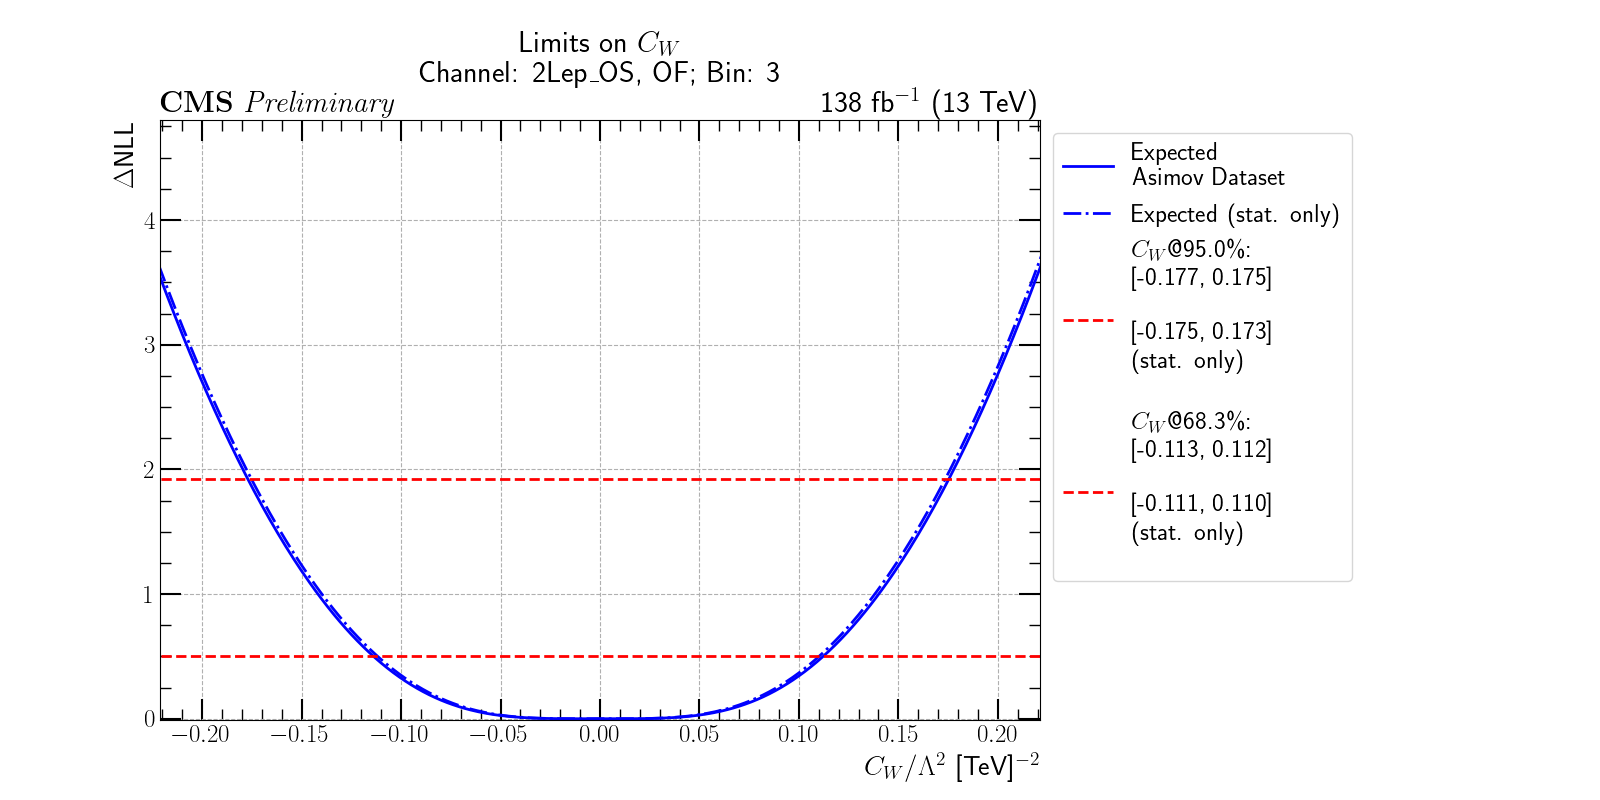 Limits on C_W
Channel: 2Lep_OS, OF; Bin: 3
CMS Preliminary
138 fb⁻¹ (13 TeV)
ΔNLL
4
3
2
1
0
−0.20 −0.15 −0.10 −0.05 0.00 0.05 0.10 0.15 0.20
C_W/Λ² [TeV]⁻²
Expected
Asimov Dataset
Expected (stat. only)
C_W@95.0%:
[-0.177, 0.175]
[-0.175, 0.173]
(stat. only)
C_W@68.3%:
[-0.113, 0.112]
[-0.111, 0.110]
(stat. only)